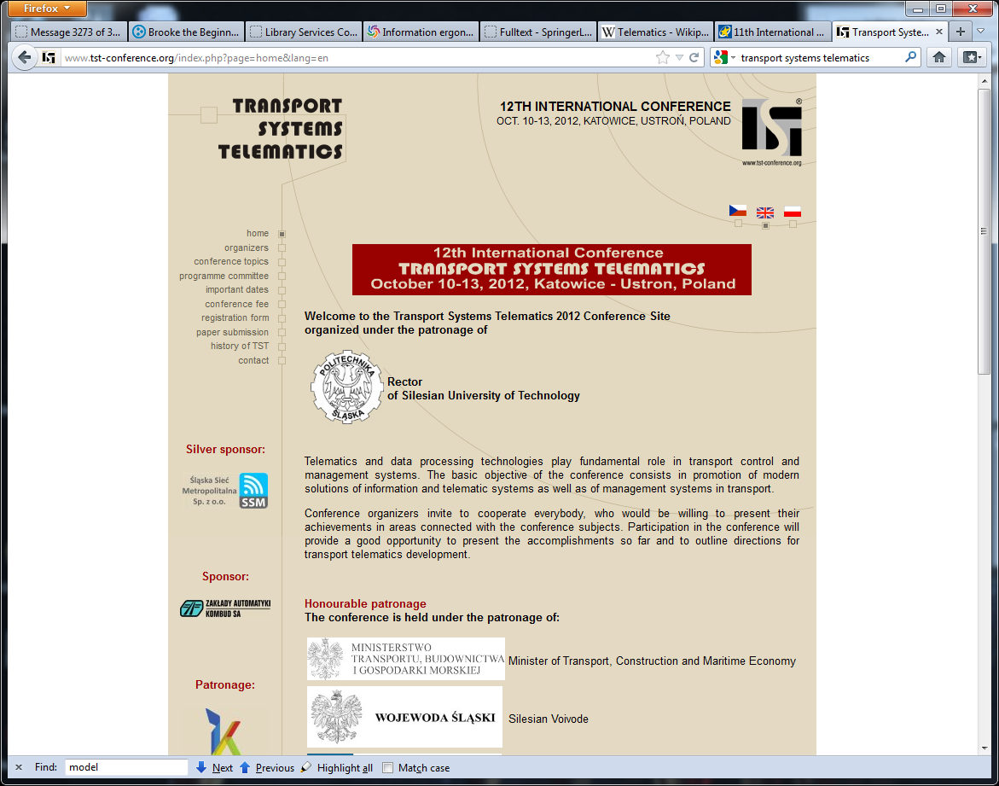 Firefox
Message 3273 of 3...
Brooke the Beginn...
Library Services Co...
Information ergon...
Fulltext - SpringerL...
Telematics - Wikip...
11th International ...
Transport Syste...
www.tst-conference.org/index.php?page=home&lang=en
transport systems telematics
TRANSPORT
SYSTEMS
TELEMATICS
12TH INTERNATIONAL CONFERENCE
OCT. 10-13, 2012, KATOWICE, USTROŃ, POLAND
TST ®
www.tst-conference.org
home
organizers
conference topics
programme committee
important dates
conference fee
registration form
paper submission
history of TST
contact
12th International Conference
TRANSPORT SYSTEMS TELEMATICS
October 10-13, 2012, Katowice - Ustron, Poland
Welcome to the Transport Systems Telematics 2012 Conference Site
organized under the patronage of
POLITECHNIKA
ŚLĄSKA
Rector
of Silesian University of Technology
Silver sponsor:
Śląska Sieć
Metropolitalna
Sp. z o.o.
SSM
Telematics and data processing technologies play fundamental role in transport control and
management systems. The basic objective of the conference consists in promotion of modern
solutions of information and telematic systems as well as of management systems in transport.
Conference organizers invite to cooperate everybody, who would be willing to present their
achievements in areas connected with the conference subjects. Participation in the conference will
provide a good opportunity to present the accomplishments so far and to outline directions for
transport telematics development.
Sponsor:
ZAKŁADY AUTOMATYKI
KOMBUD SA
Honourable patronage
The conference is held under the patronage of:
MINISTERSTWO
TRANSPORTU, BUDOWNICTWA
I GOSPODARKI MORSKIEJ
Minister of Transport, Construction and Maritime Economy
Patronage:
WOJEWODA ŚLĄSKI
Silesian Voivode
Find:
model
Next
Previous
Highlight all
Match case